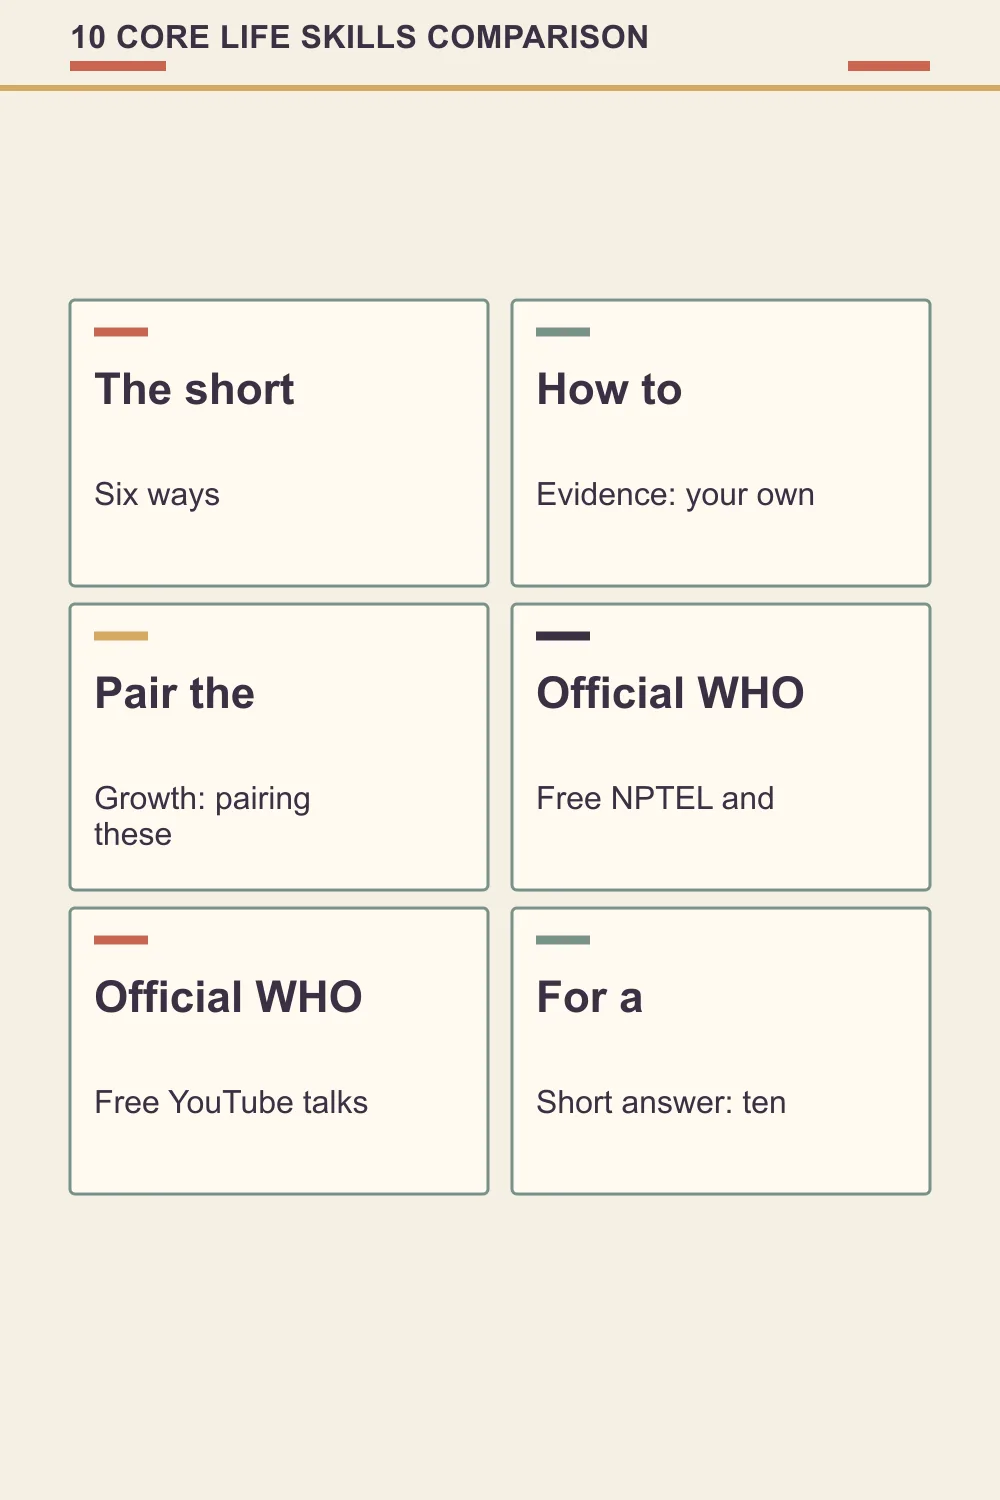 10 CORE LIFE SKILLS COMPARISON
The short
Six ways
How to
Evidence: your own
Pair the
Growth: pairing
these
Official WHO
Free NPTEL and
Official WHO
Free YouTube talks
For a
Short answer: ten